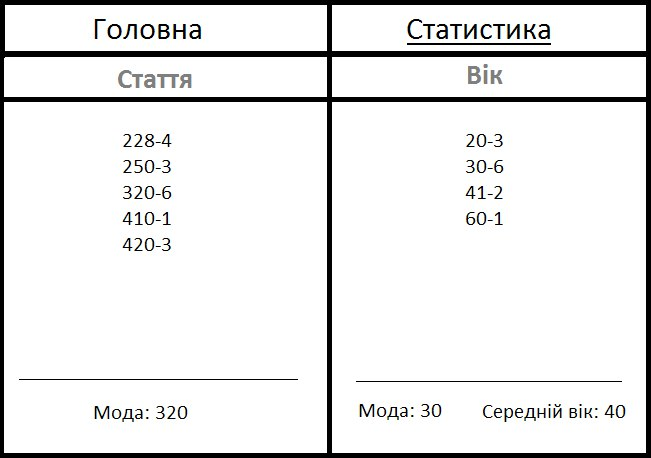 Головна
Статистика
Стаття
Вік
228-4
250-3
320-6
410-1
420-3
20-3
30-6
41-2
60-1
Мода: 320
Мода: 30
Середній вік: 40